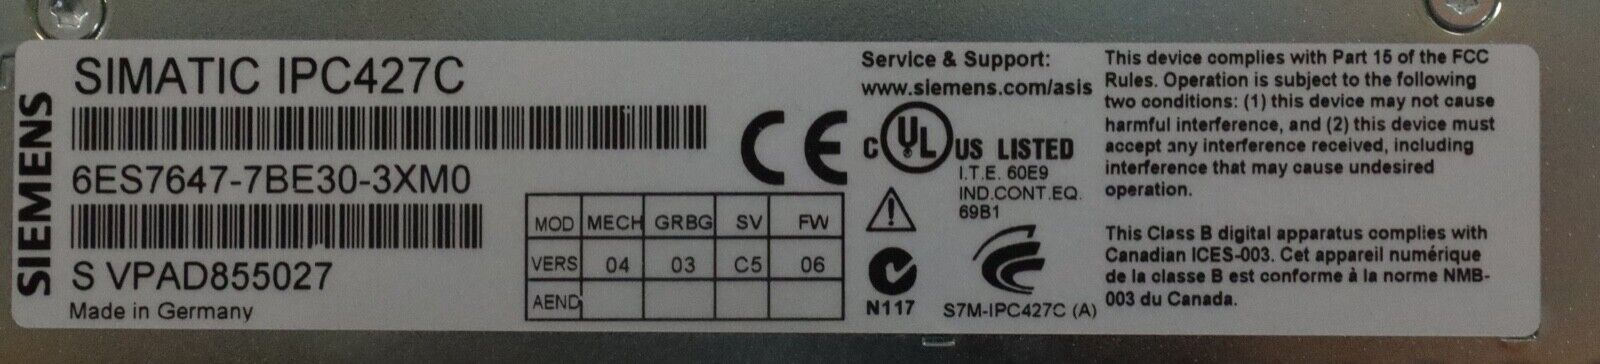 SIEMENS
SIMATIC IPC427C
6ES7647-7BE30-3XM0
S VPAD855027
Made in Germany
CE
MOD MECH GRBG SV FW
VERS 04 03 C5 06
AEND
Service & Support:
www.siemens.com/asis
C UL US LISTED
I.T.E. 60E9
IND.CONT.EQ.
69B1
N117
S7M-IPC427C (A)
This device complies with Part 15 of the FCC
Rules. Operation is subject to the following
two conditions: (1) this device may not cause
harmful interference, and (2) this device must
accept any interference received, including
interference that may cause undesired
operation.
This Class B digital apparatus complies with
Canadian ICES-003. Cet appareil numérique
de la classe B est conforme à la norme NMB-
003 du Canada.